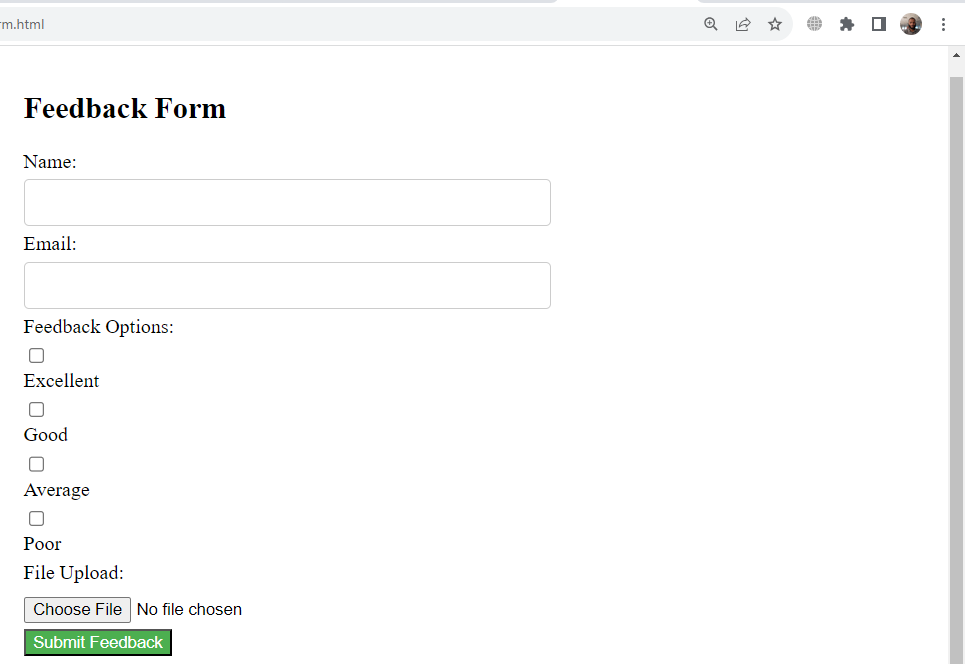 rm.html
Feedback Form
Name:
Email:
Feedback Options:
Excellent
Good
Average
Poor
File Upload:
Choose File No file chosen
Submit Feedback